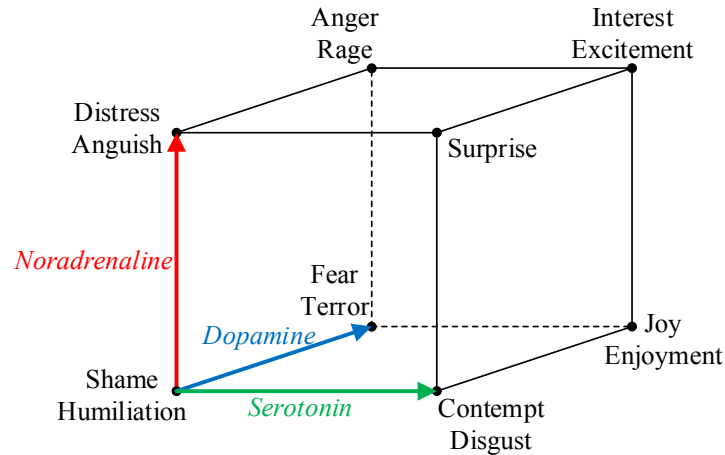 Anger
Rage
Interest
Excitement
Distress
Anguish
Surprise
Noradrenaline
Fear
Terror
Dopamine
Joy
Enjoyment
Shame
Humiliation
Serotonin
Contempt
Disgust